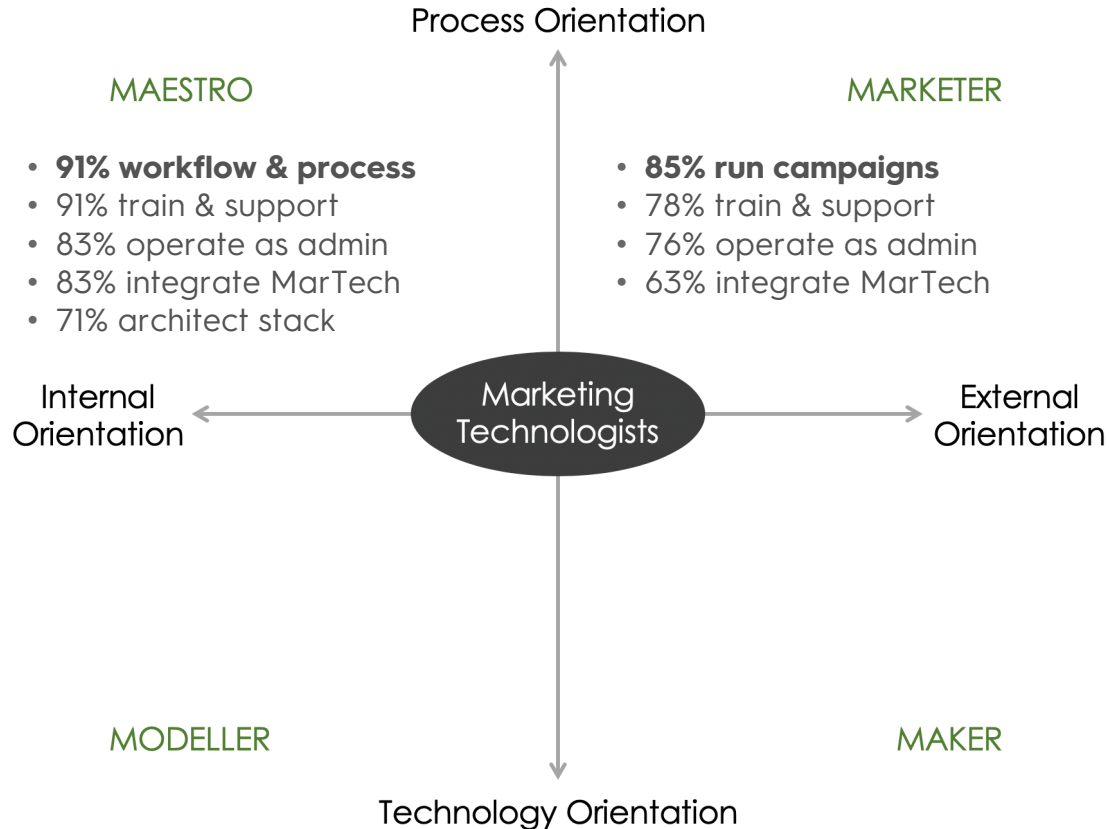 Process Orientation
MAESTRO
• 91% workflow & process
• 91% train & support
• 83% operate as admin
• 83% integrate MarTech
• 71% architect stack
MARKETER
• 85% run campaigns
• 78% train & support
• 76% operate as admin
• 63% integrate MarTech
Internal
Orientation
Marketing
Technologists
External
Orientation
MODELLER
MAKER
Technology Orientation